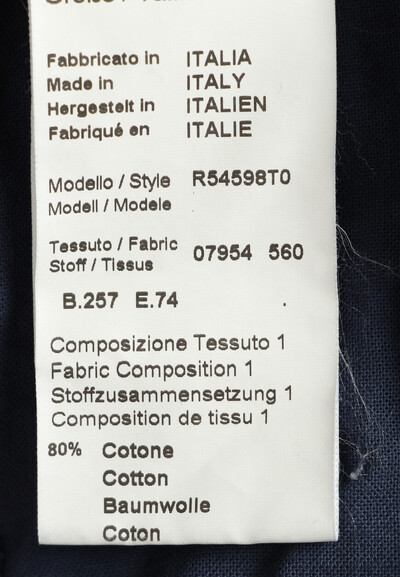 Fabbricato in ITALIA
Made in ITALY
Hergestelt in ITALIEN
Fabriqué en ITALIE
Modello / Style R54598T0
Modell / Modele
Tessuto / Fabric 07954 560
Stoff / Tissus
B.257 E.74 .
Composizione Tessuto 1
Fabric Composition 1
Stoffzusammensetzung 1
Composition de tissu 1
80% Cotone
Cotton
Baumwolle
Coton